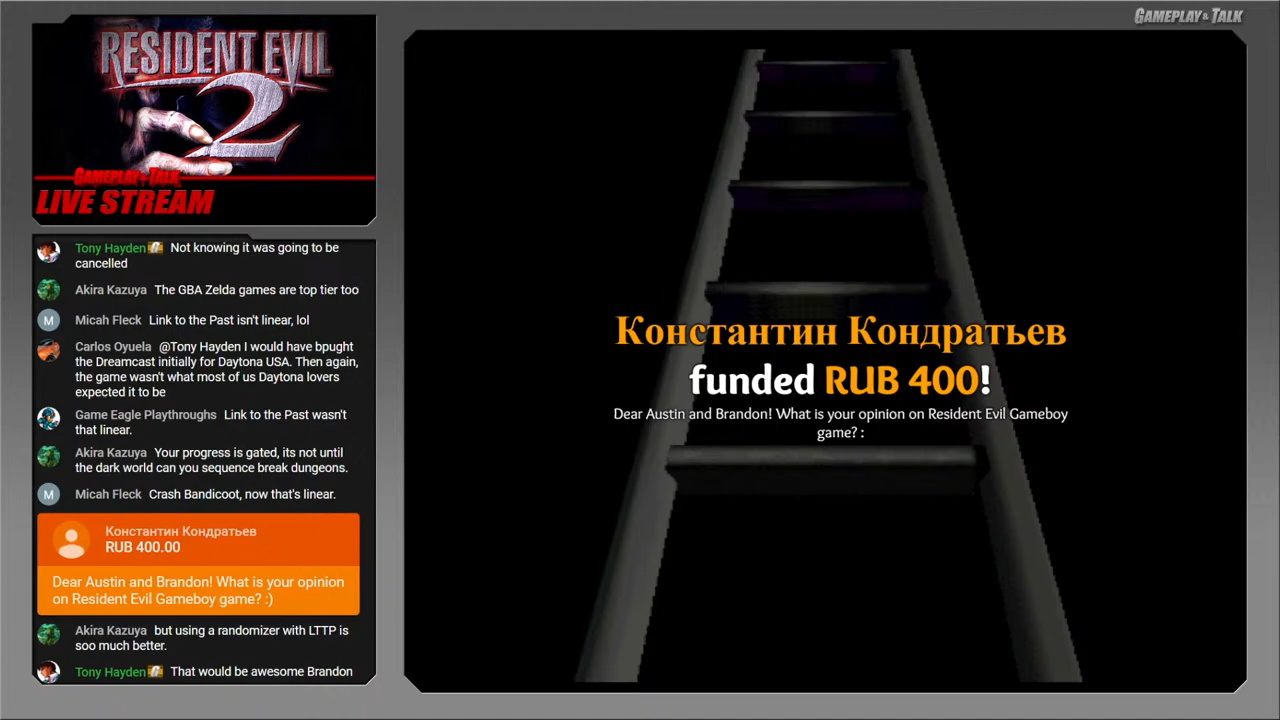 GAMEPLAY & TALK
RESIDENT EVIL
2
GAMEPLAY & TALK
LIVE STREAM
Tony Hayden Not knowing it was going to be
cancelled
Akira Kazuya The GBA Zelda games are top tier too
Micah Fleck Link to the Past isn't linear, lol
Carlos Oyuela @Tony Hayden I would have bpught
the Dreamcast initially for Daytona USA. Then again,
the game wasn't what most of us Daytona lovers
expected it to be
Game Eagle Playthroughs Link to the Past wasn't
that linear.
Akira Kazuya Your progress is gated, its not until
the dark world can you sequence break dungeons.
M Micah Fleck Crash Bandicoot, now that's linear.
Константин Кондратьев
RUB 400.00
Dear Austin and Brandon! What is your opinion
on Resident Evil Gameboy game? :)
Akira Kazuya but using a randomizer with LTTP is
soo much better.
Tony Hayden That would be awesome Brandon
Константин Кондратьев
funded RUB 400!
Dear Austin and Brandon! What is your opinion on Resident Evil Gameboy
game? :